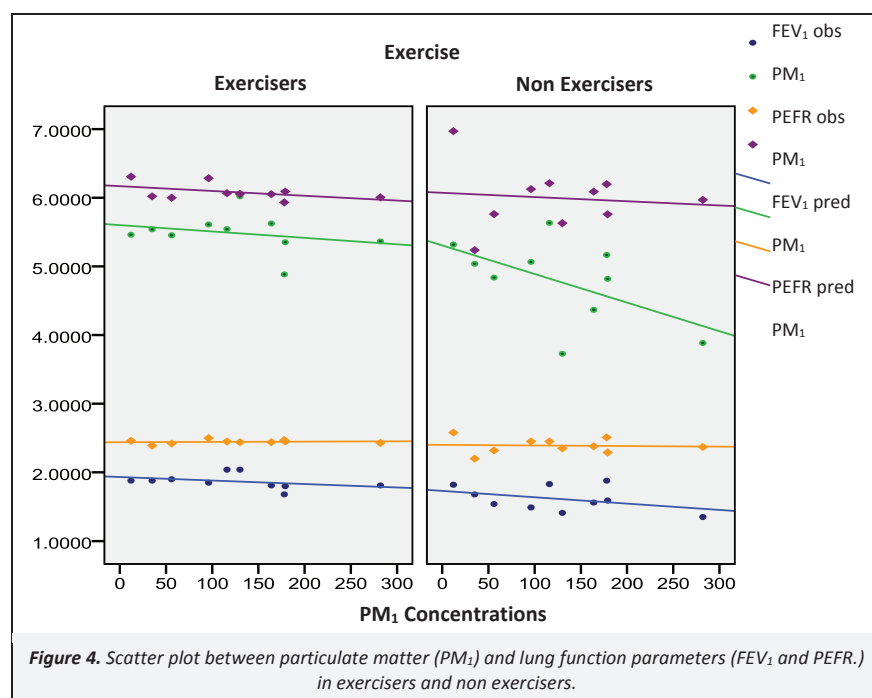 Exercise
Exercisers
Non Exercisers
7.0000
6.0000
5.0000
4.0000
3.0000
2.0000
1.0000
0 50 100 150 200 250 300
0 50 100 150 200 250 300
PM₁ Concentrations
FEV₁ obs
PM₁
PEFR obs
PM₁
FEV₁ pred
PM₁
PEFR pred
PM₁
Figure 4. Scatter plot between particulate matter (PM₁) and lung function parameters (FEV₁ and PEFR.)
in exercisers and non exercisers.